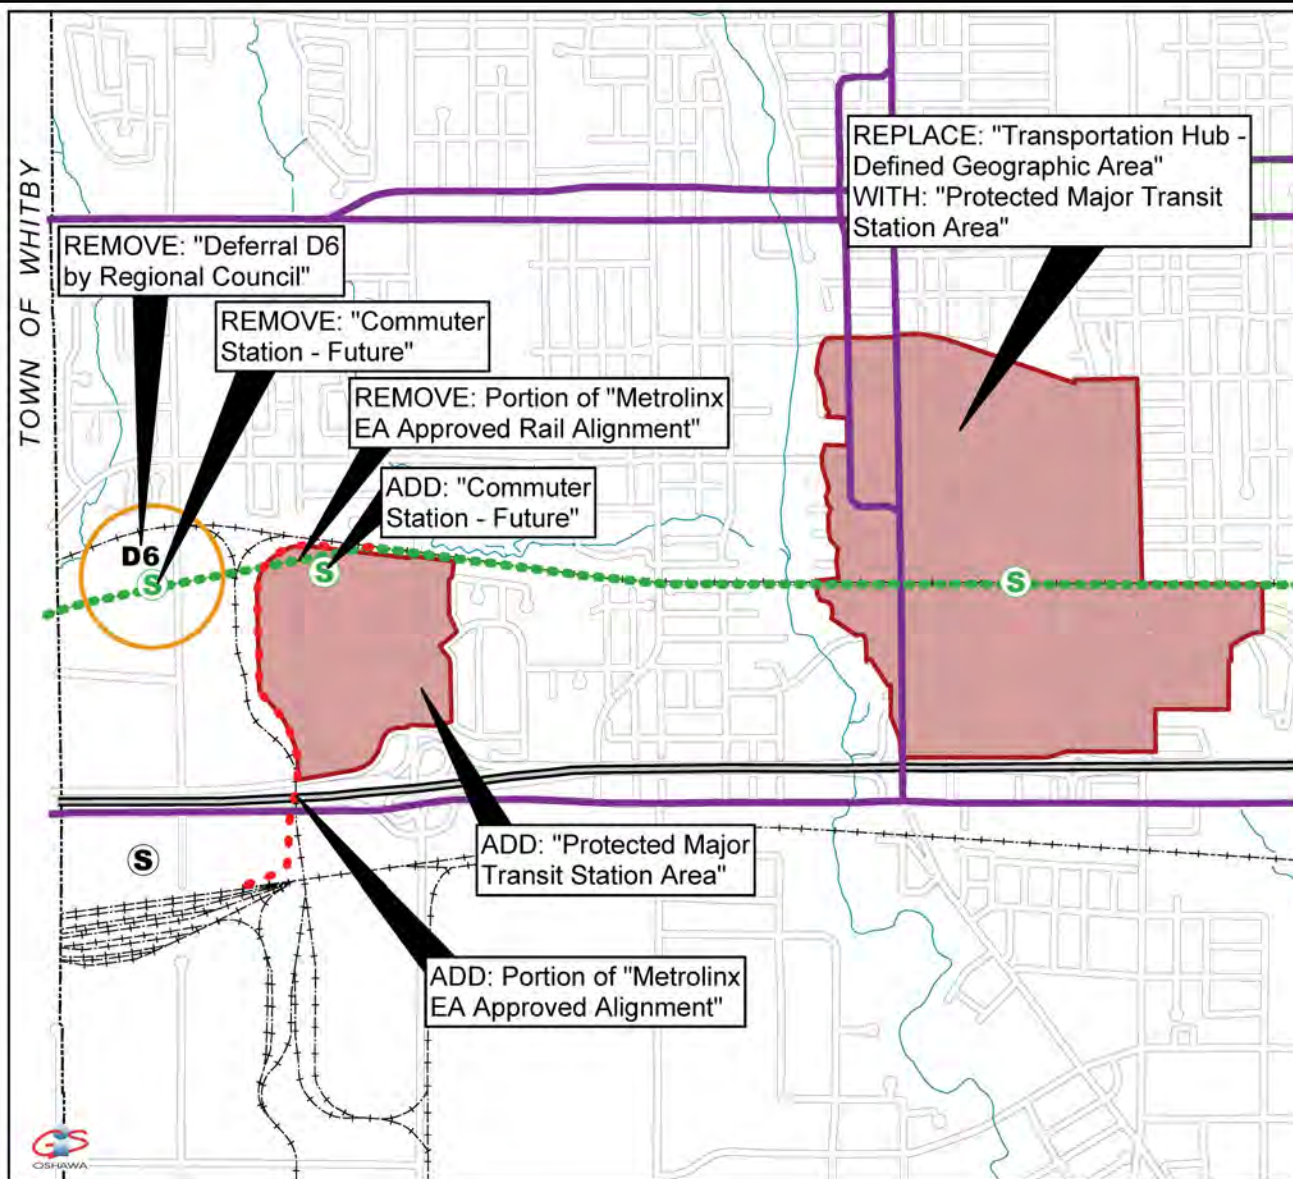 REPLACE: "Transportation Hub -
Defined Geographic Area"
WITH: "Protected Major Transit
Station Area"
TOWN OF WHITBY
REMOVE: "Deferral D6
by Regional Council"
REMOVE: "Commuter
Station - Future"
REMOVE: Portion of "Metrolinx
EA Approved Rail Alignment"
ADD: "Commuter
Station - Future"
D6
S
S
S
ADD: "Protected Major
Transit Station Area"
S
ADD: Portion of "Metrolinx
EA Approved Alignment"
GiS
OSHAWA